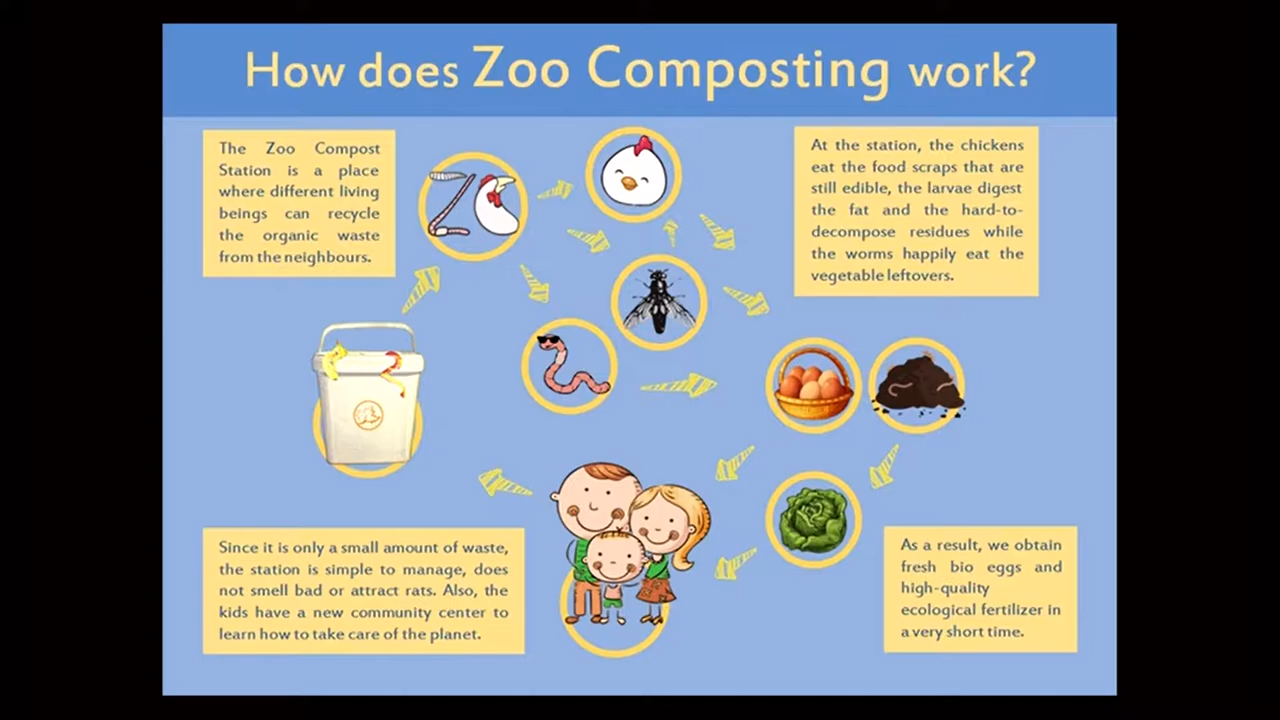 How does Zoo Composting work?
The Zoo Compost
Station is a place
where different living
beings can recycle
the organic waste
from the neighbours.
At the station, the chickens
eat the food scraps that are
still edible, the larvae digest
the fat and the hard-to-
decompose residues while
the worms happily eat the
vegetable leftovers.
Since it is only a small amount of waste,
the station is simple to manage, does
not smell bad or attract rats. Also, the
kids have a new community center to
learn how to take care of the planet.
As a result, we obtain
fresh bio eggs and
high-quality
ecological fertilizer in
a very short time.